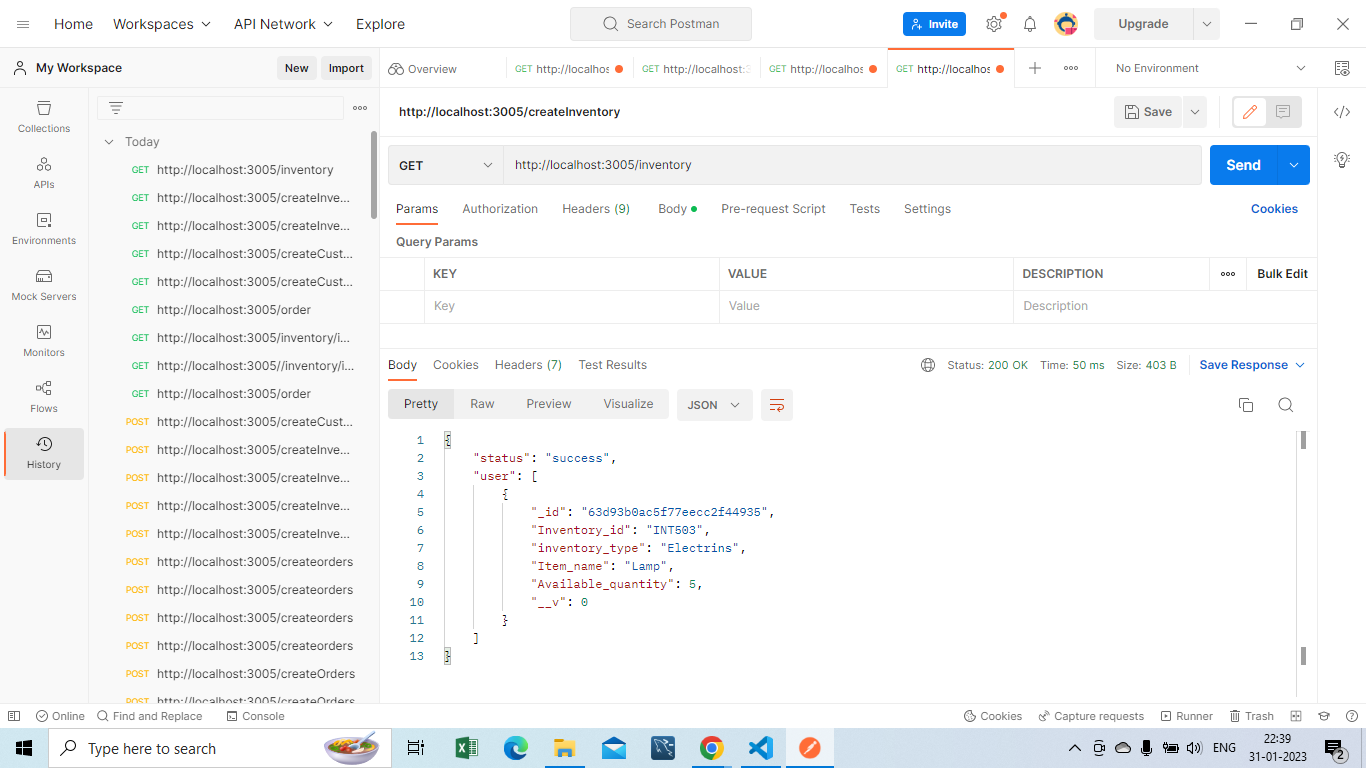 Home
Workspaces
API Network
Explore
Search Postman
Invite
Upgrade
My Workspace
New
Import
Overview
GET http://localhos
GET http://localhost:3
GET http://localhos
GET http://localhos
No Environment
Collections
APIs
Environments
Mock Servers
Monitors
Flows
History
Today
GET http://localhost:3005/inventory
GET http://localhost:3005/createInve...
GET http://localhost:3005/createInve...
GET http://localhost:3005/createCust...
GET http://localhost:3005/createCust...
GET http://localhost:3005/order
GET http://localhost:3005/inventory/i...
GET http://localhost:3005//inventory/i...
GET http://localhost:3005/order
POST http://localhost:3005/createCust...
POST http://localhost:3005/createInve...
POST http://localhost:3005/createInve...
POST http://localhost:3005/createInve...
POST http://localhost:3005/createInve...
POST http://localhost:3005/createorders
POST http://localhost:3005/createorders
POST http://localhost:3005/createorders
POST http://localhost:3005/createorders
POST http://localhost:3005/createOrders
POST http://localhost:3005/createOrders
http://localhost:3005/createInventory
Save
GET
http://localhost:3005/inventory
Send
Params Authorization Headers (9) Body Pre-request Script Tests Settings Cookies
Query Params
KEY VALUE DESCRIPTION Bulk Edit
Key Value Description
Body Cookies Headers (7) Test Results Status: 200 OK Time: 50 ms Size: 403 B Save Response
Pretty Raw Preview Visualize JSON
1 {
2 "status": "success",
3 "user": [
4 {
5 "_id": "63d93b0ac5f77eecc2f44935",
6 "Inventory_id": "INT503",
7 "inventory_type": "Electrins",
8 "Item_name": "Lamp",
9 "Available_quantity": 5,
10 "__v": 0
11 }
12 ]
13 }
Online Find and Replace Console Cookies Capture requests Runner Trash
Type here to search
ENG
22:39
31-01-2023
2